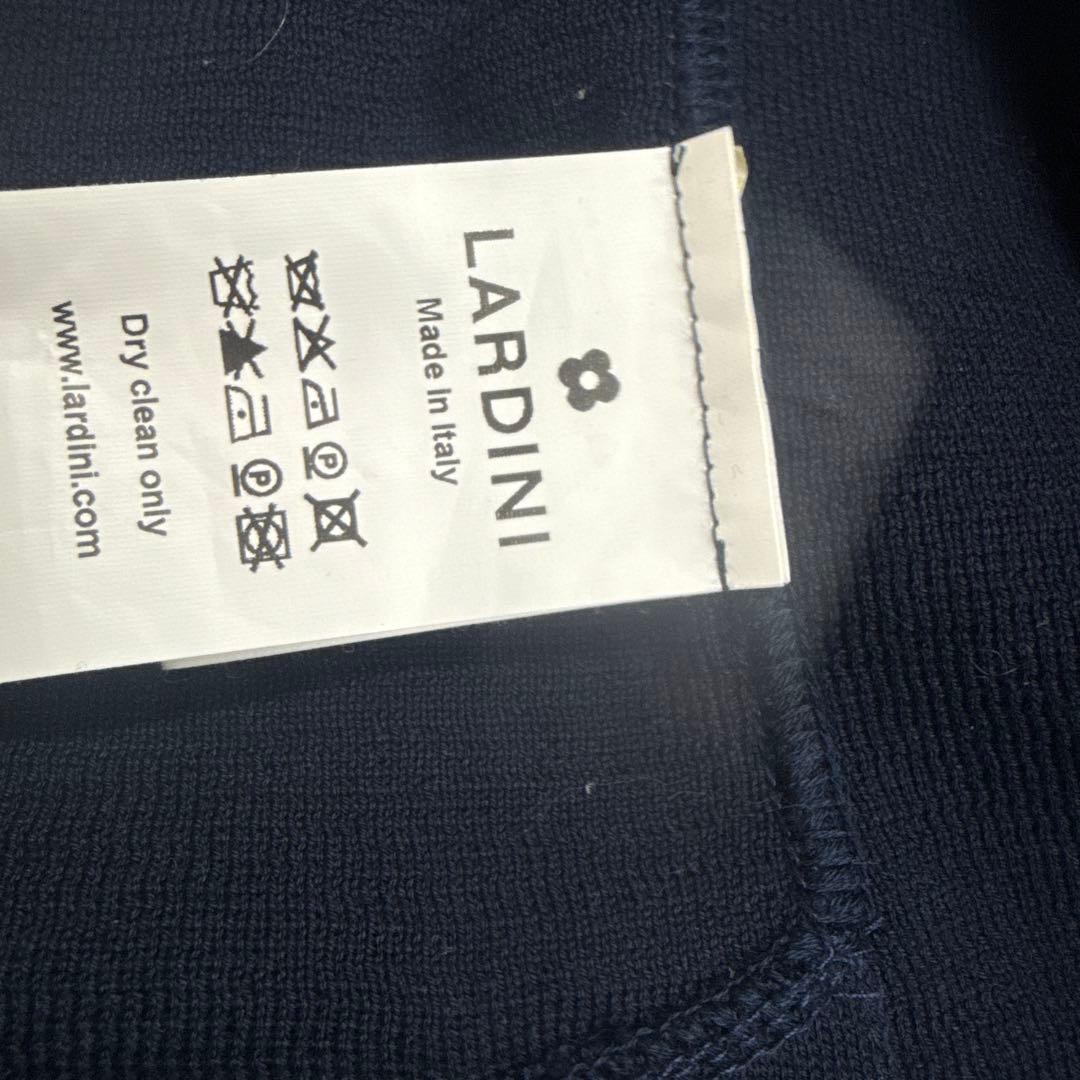 LARDINI
Made In Italy
P
P
Dry clean only
www.lardini.com